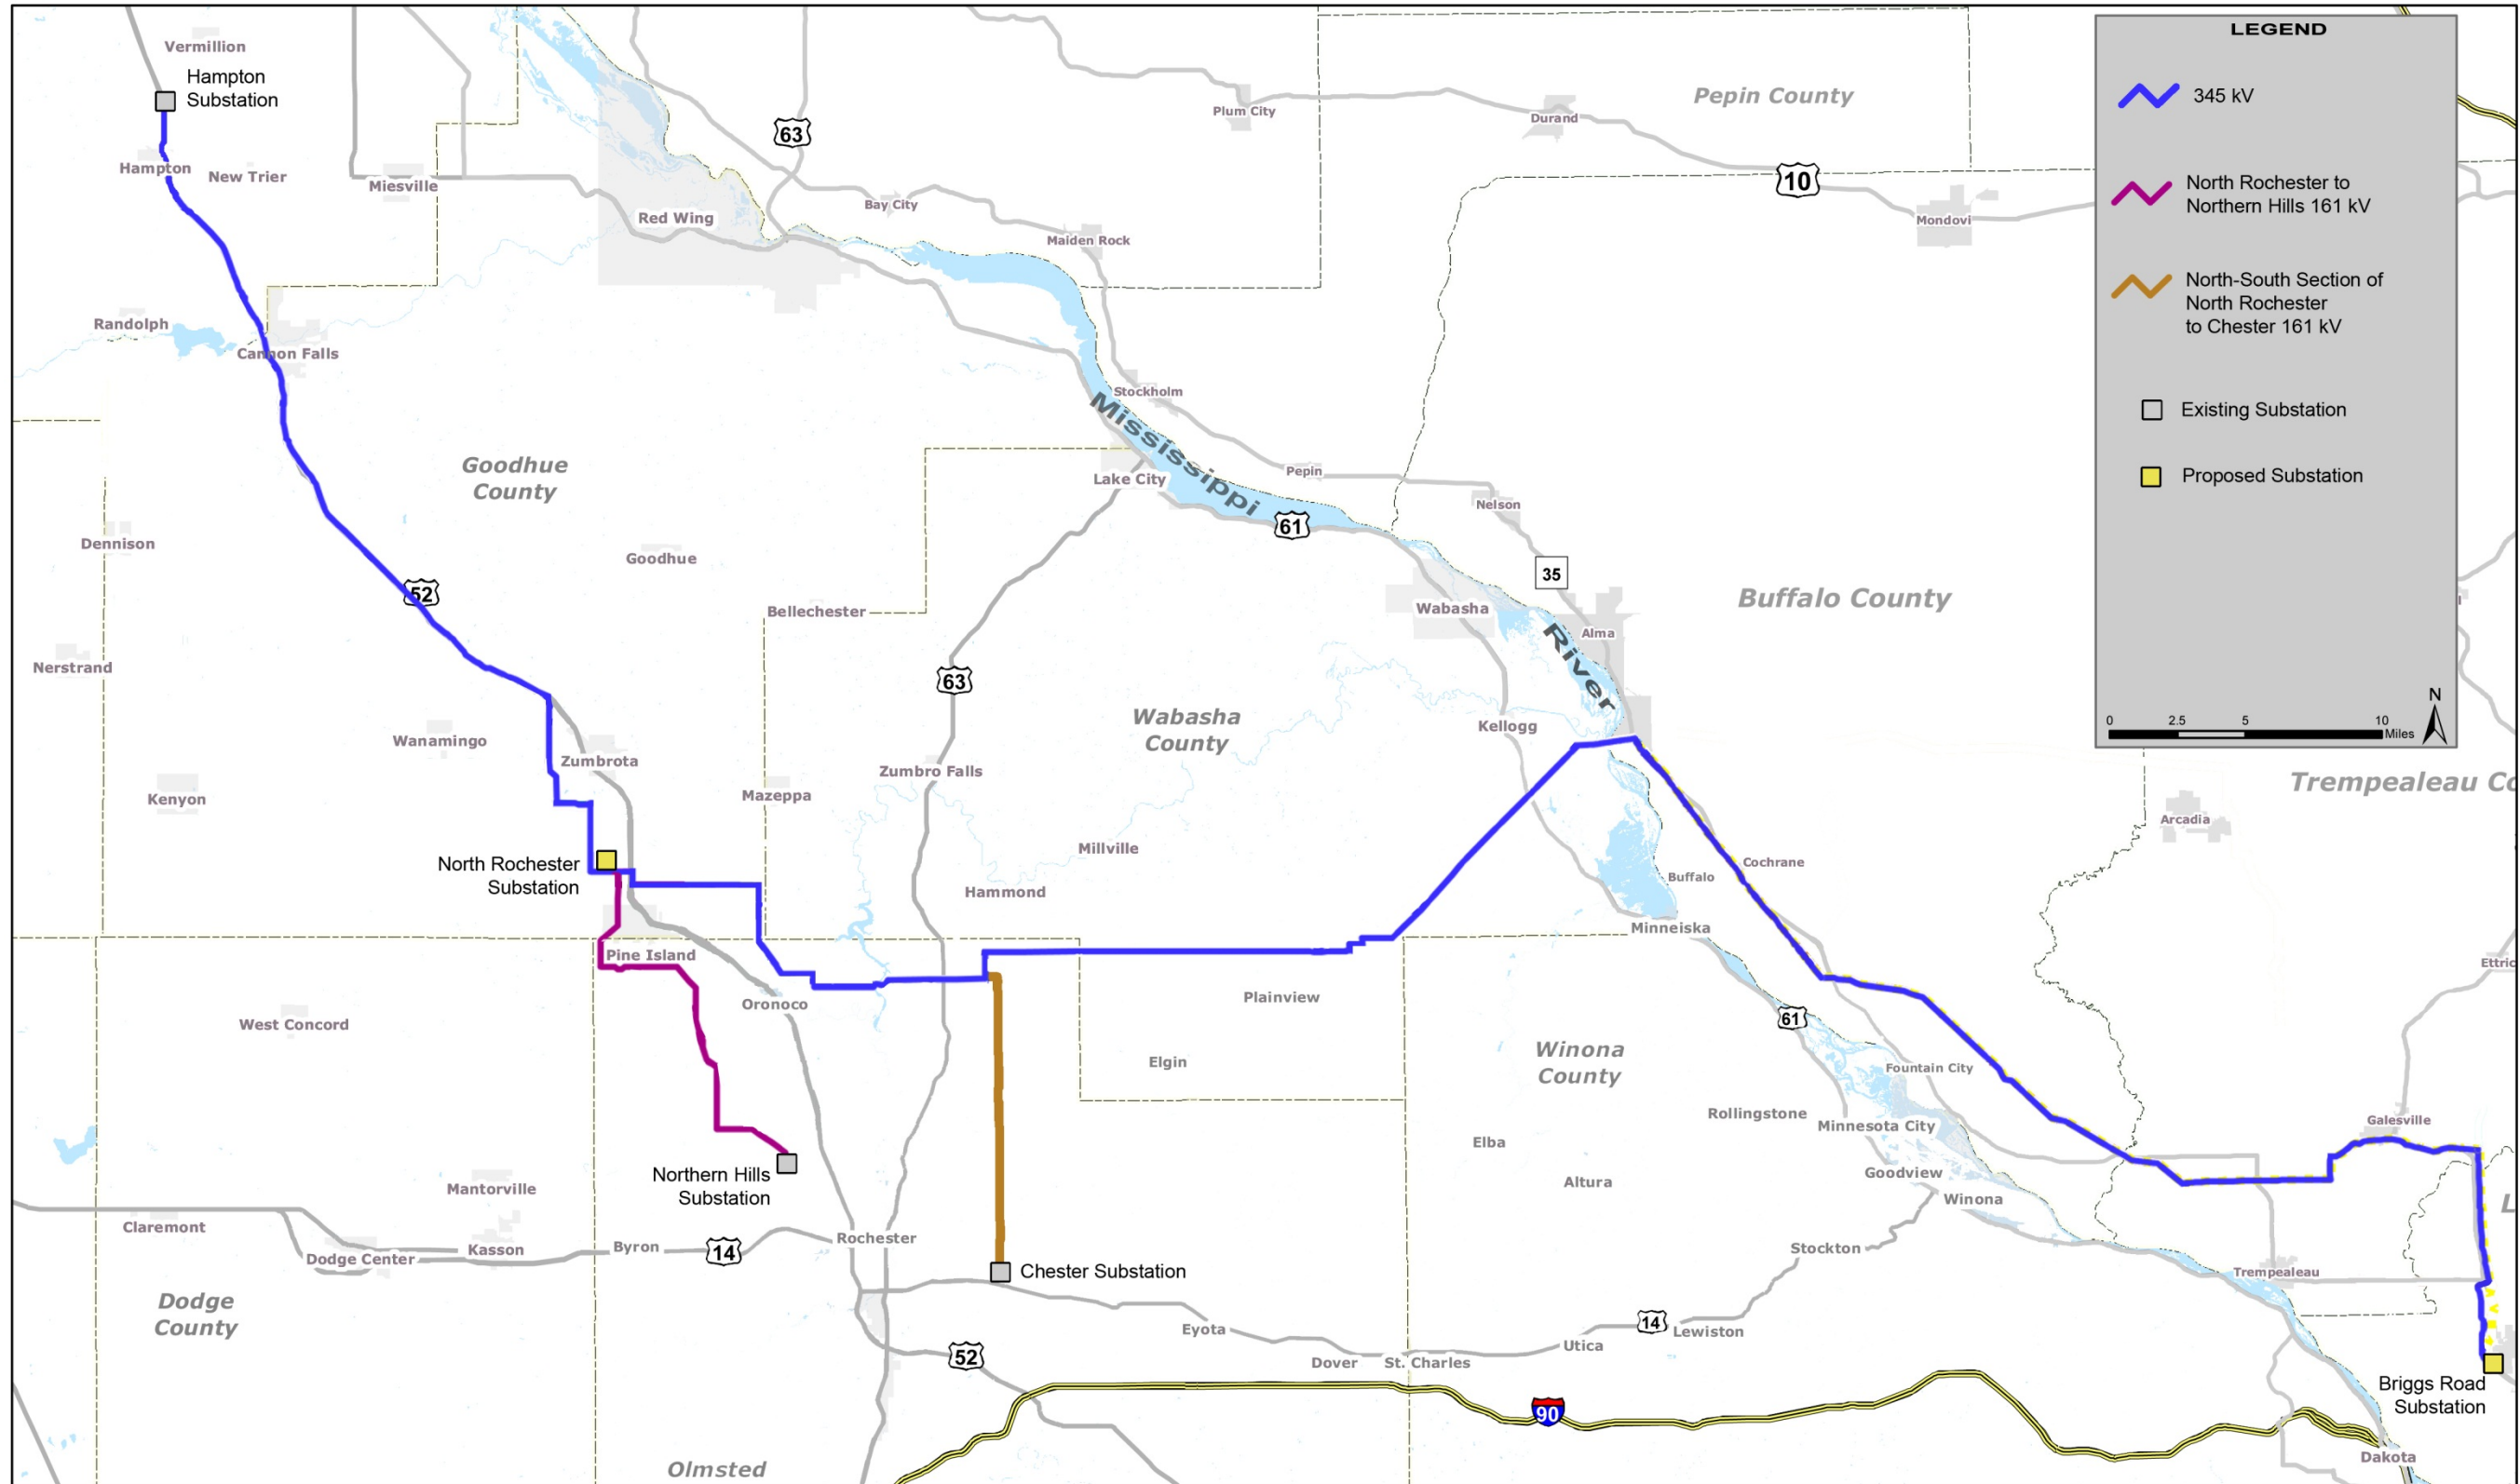 Vermillion
Hampton
Substation
Hampton
New Trier
Miesville
Red Wing
63
Bay City
Maiden Rock
Plum City
Durand
Pepin County
10
Mondovi
LEGEND
345 kV
North Rochester to
Northern Hills 161 kV
North-South Section of
North Rochester
to Chester 161 kV
Existing Substation
Proposed Substation
N
0 2.5 5 10
Miles
Randolph
Cannon Falls
Stockholm
Mississippi
River
Goodhue
County
Lake City
Pepin
Nelson
61
Dennison
Goodhue
52
35
Bellechester
Wabasha
Alma
Buffalo County
Nerstrand
63
Wabasha
County
Kellogg
Wanamingo
Zumbrota
Zumbro Falls
Kenyon
Mazeppa
Trempealeau Co
Arcadia
Millville
North Rochester
Substation
Hammond
Cochrane
Buffalo
Minneiska
Pine Island
Oronoco
Plainview
Ettric
West Concord
61
Elgin
Winona
County
Fountain City
Rollingstone
Minnesota City
Galesville
Elba
Northern Hills
Substation
Mantorville
Altura
Goodview
Winona
L
Claremont
Dodge Center
Kasson
Byron
14
Rochester
Stockton
Chester Substation
Trempealeau
Dodge
County
Eyota
14
Lewiston
Utica
52
Dover
St. Charles
Briggs Road
Substation
90
Olmsted
Dakota